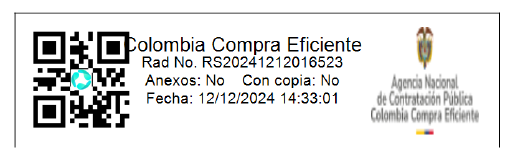 Colombia Compra Eficiente
Rad No. RS20241212016523
Anexos: No Con copia: No
Fecha: 12/12/2024 14:33:01
Agencia Nacional
de Contratación Pública
Colombia Compra Eficiente